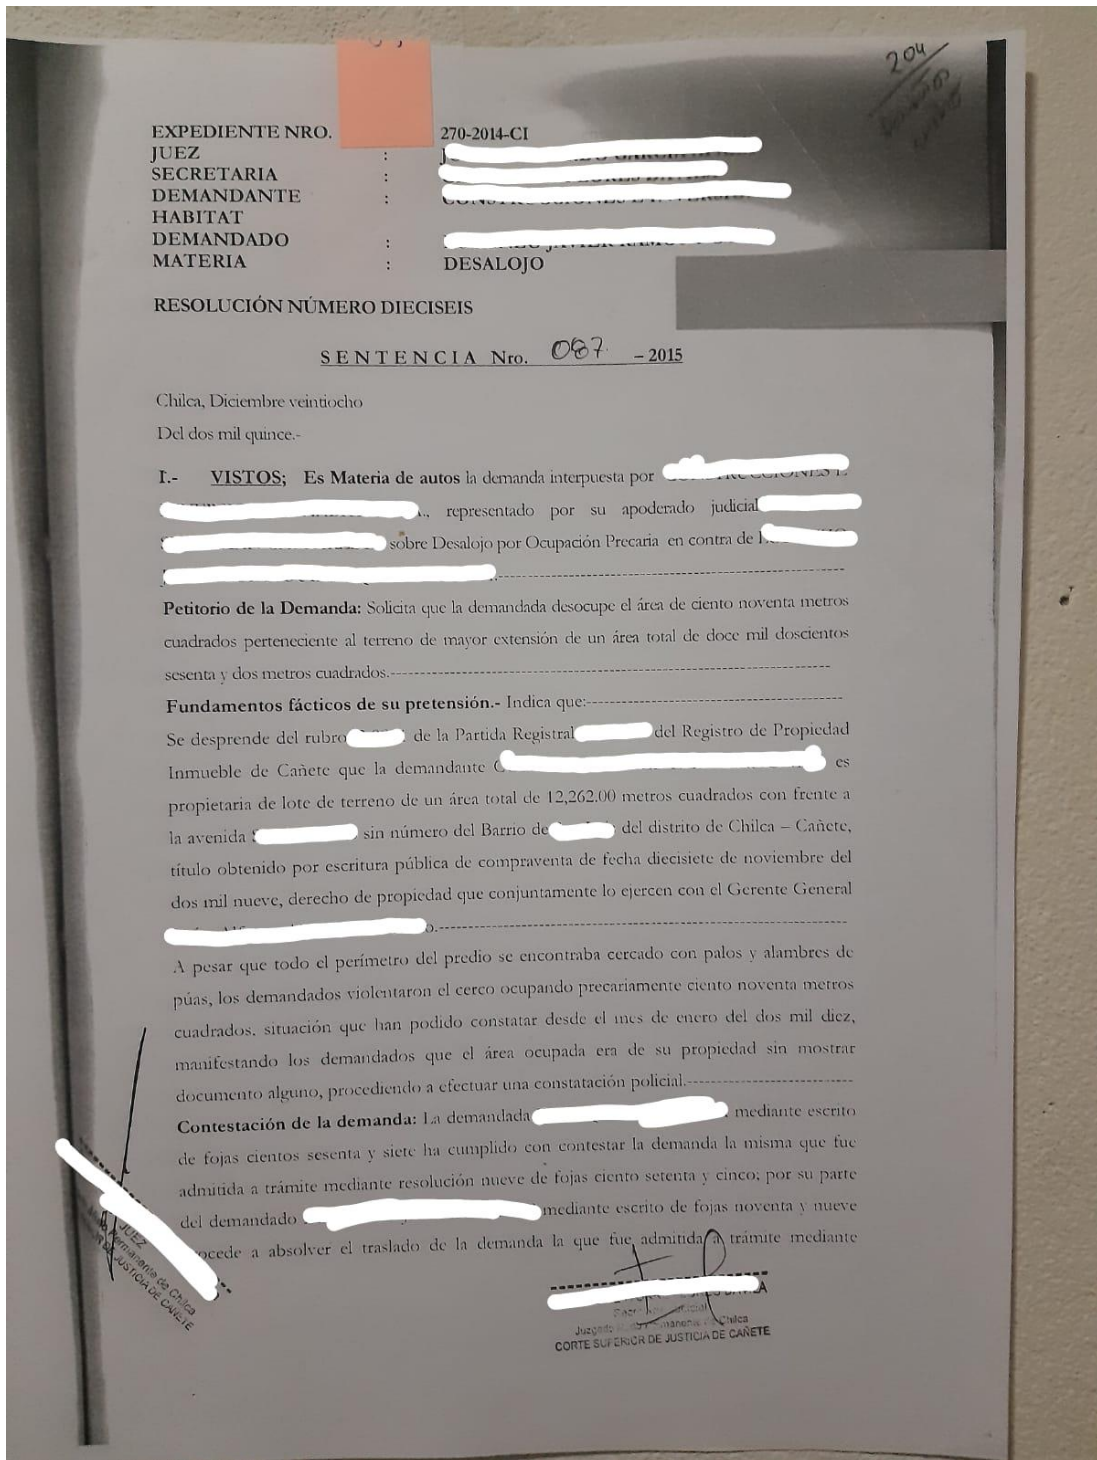 204
EXPEDIENTE NRO. 270-2014-CI
JUEZ :
SECRETARIA :
DEMANDANTE :
HABITAT
DEMANDADO :
MATERIA : DESALOJO
RESOLUCIÓN NÚMERO DIECISEIS
SENTENCIA Nro. 087 – 2015
Chilca, Diciembre veintiocho
Del dos mil quince.-
I.- VISTOS; Es Materia de autos la demanda interpuesta por
representado por su apoderado judicial
sobre Desalojo por Ocupación Precaria en contra de
Petitorio de la Demanda: Solicita que la demandada desocupe el área de ciento noventa metros
cuadrados perteneciente al terreno de mayor extensión de un área total de doce mil doscientos
sesenta y dos metros cuadrados.-
Fundamentos fácticos de su pretensión.- Indica que:-
Se desprende del rubro de la Partida Registral del Registro de Propiedad
Inmueble de Cañete que la demandante es
propietaria de lote de terreno de un área total de 12,262.00 metros cuadrados con frente a
la avenida sin número del Barrio de del distrito de Chilca – Cañete,
título obtenido por escritura pública de compraventa de fecha diecisiete de noviembre del
dos mil nueve, derecho de propiedad que conjuntamente lo ejercen con el Gerente General
A pesar que todo el perímetro del predio se encontraba cercado con palos y alambres de
púas, los demandados violentaron el cerco ocupando precariamente ciento noventa metros
cuadrados. situación que han podido constatar desde el mes de enero del dos mil diez,
manifestando los demandados que el área ocupada era de su propiedad sin mostrar
documento alguno, procediendo a efectuar una constatación policial.-
Contestación de la demanda: La demandada mediante escrito
de fojas cientos sesenta y siete ha cumplido con contestar la demanda la misma que fue
admitida a trámite mediante resolución nueve de fojas ciento setenta y cinco; por su parte
del demandado mediante escrito de fojas noventa y nueve
a absolver el traslado de la demanda la que fue admitida a trámite mediante
JUEZ
Permanente de Chilca
DE JUSTICIA DE CAÑETE
Chilca
CORTE SUPERIOR DE JUSTICIA DE CAÑETE